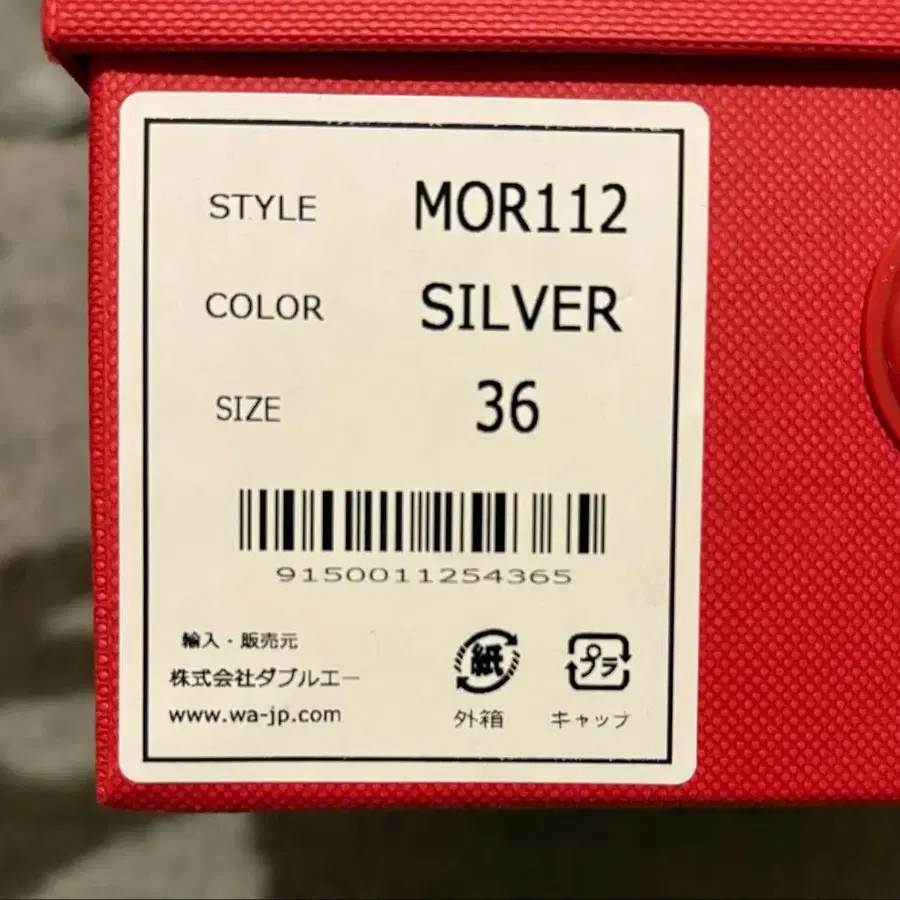 STYLE MOR112
COLOR SILVER
SIZE 36
9150011254365
輸入・販売元
株式会社ダブルエー
www.wa-jp.com
紙 プラ
外箱 キャップ